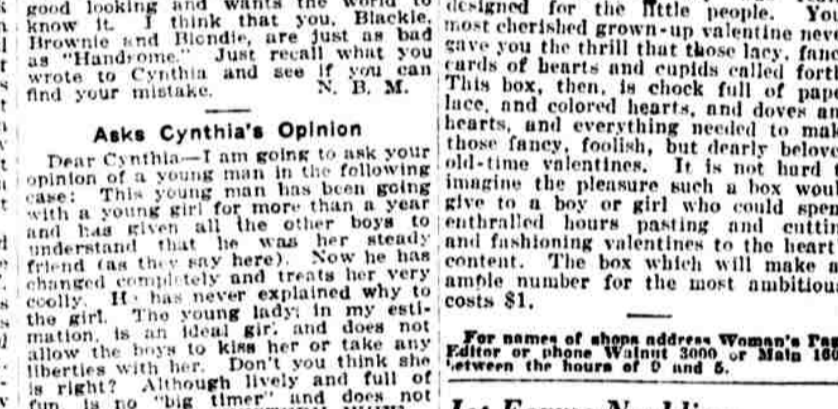 good looking and wants the world to
know it. I think that you, Blackie,
Brownie and Blondie, are just as bad
as "Handsome." Just recall what you
wrote to Cynthia and see if you can
find your mistake. N. B. M.
Asks Cynthia's Opinion
Dear Cynthia—I am going to ask your
opinion of a young man in the following
case: This young man has been going
with a young girl for more than a year
and has given all the other boys to
understand that he was her steady
friend (as they say here). Now he has
changed completely and treats her very
coolly. He has never explained why to
the girl. The young lady, in my esti-
mation, is an ideal girl and does not
allow the boys to kiss her or take any
liberties with her. Don't you think she
is right? Although lively and full of
fun, is no "big timer" and does not
designed for the little people. You
most cherished grown-up valentine neve
gave you the thrill that those lacy, fanc
cards of hearts and cupids called forth
This box, then, is chock full of pape
lace, and colored hearts, and doves an
hearts, and everything needed to mak
those fancy, foolish, but dearly belove
old-time valentines. It is not hard t
imagine the pleasure such a box woul
give to a boy or girl who could spen
enthralled hours pasting and cuttin
and fashioning valentines to the heart'
content. The box which will make a
ample number for the most ambitiou
costs $1.
For names of shops address Woman's Pag
Editor or phone Walnut 3000 or Main 160
between the hours of 9 and 5.